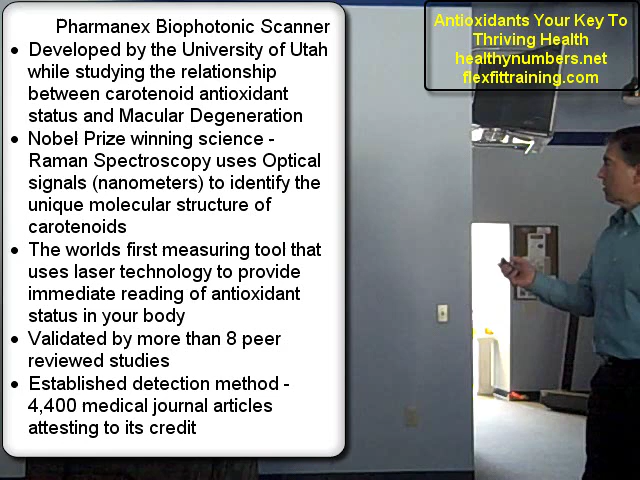 Pharmanex Biophotonic Scanner
• Developed by the University of Utah
while studying the relationship
between carotenoid antioxidant
status and Macular Degeneration
• Nobel Prize winning science -
Raman Spectroscopy uses Optical
signals (nanometers) to identify the
unique molecular structure of
carotenoids
• The worlds first measuring tool that
uses laser technology to provide
immediate reading of antioxidant
status in your body
• Validated by more than 8 peer
reviewed studies
• Established detection method -
4,400 medical journal articles
attesting to its credit
Antioxidants Your Key To
Thriving Health
healthynumbers.net
flexfittraining.com